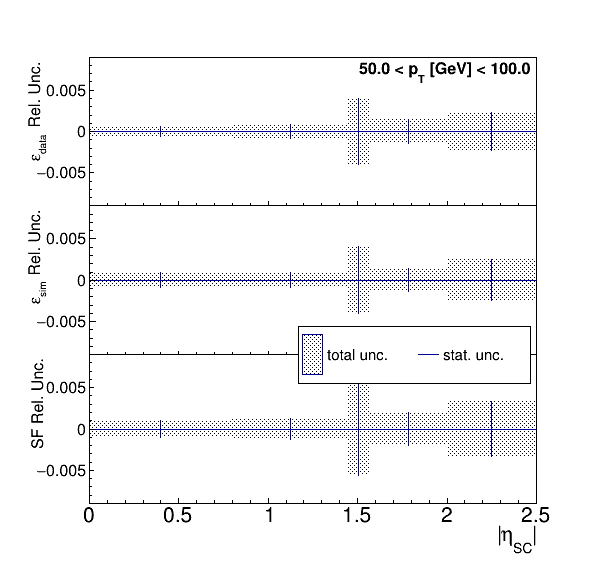 50.0 < p_T [GeV] < 100.0
ε_data Rel. Unc.
0.005
0
−0.005
ε_sim Rel. Unc.
0.005
0
−0.005
total unc.
stat. unc.
SF Rel. Unc.
0.005
0
−0.005
0 0.5 1 1.5 2 2.5
|η_SC|